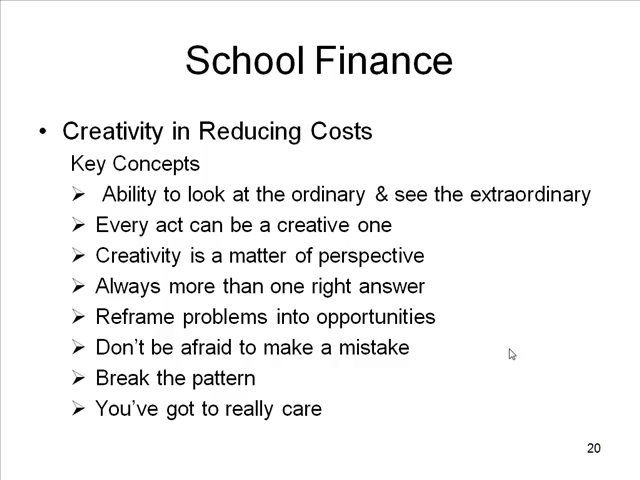 School Finance
• Creativity in Reducing Costs
Key Concepts
➢ Ability to look at the ordinary & see the extraordinary
➢ Every act can be a creative one
➢ Creativity is a matter of perspective
➢ Always more than one right answer
➢ Reframe problems into opportunities
➢ Don’t be afraid to make a mistake
➢ Break the pattern
➢ You’ve got to really care
20